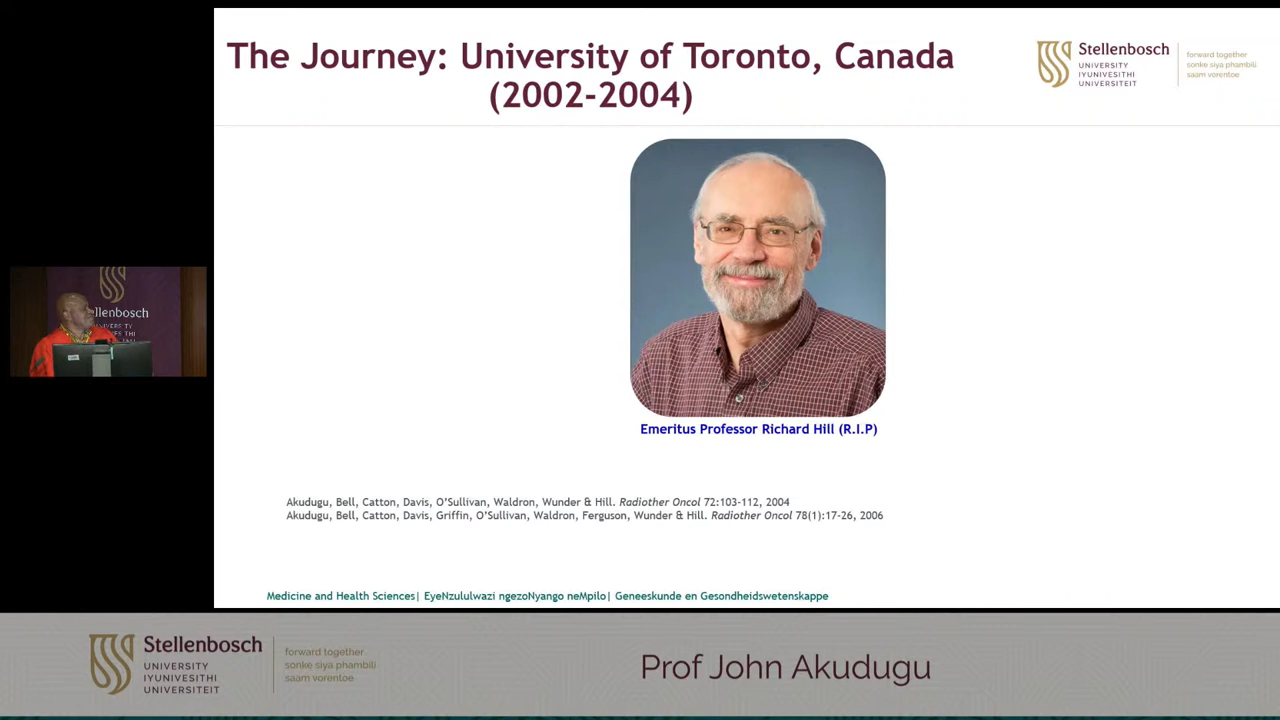 The Journey: University of Toronto, Canada
(2002-2004)
Stellenbosch
UNIVERSITY
IYUNIVESITHI
UNIVERSITEIT
forward together
sonke siya phambili
saam vorentoe
Emeritus Professor Richard Hill (R.I.P)
Akudugu, Bell, Catton, Davis, O'Sullivan, Waldron, Wunder & Hill. Radiother Oncol 72:103-112, 2004
Akudugu, Bell, Catton, Davis, Griffin, O'Sullivan, Waldron, Ferguson, Wunder & Hill. Radiother Oncol 78(1):17-26, 2006
Medicine and Health Sciences| EyeNzululwazi ngezoNyango neMpilo| Geneeskunde en Gesondheidswetenskappe
Stellenbosch
UNIVERSITY
IYUNIVESITHI
UNIVERSITEIT
forward together
sonke siya phambili
saam vorentoe
Prof John Akudugu